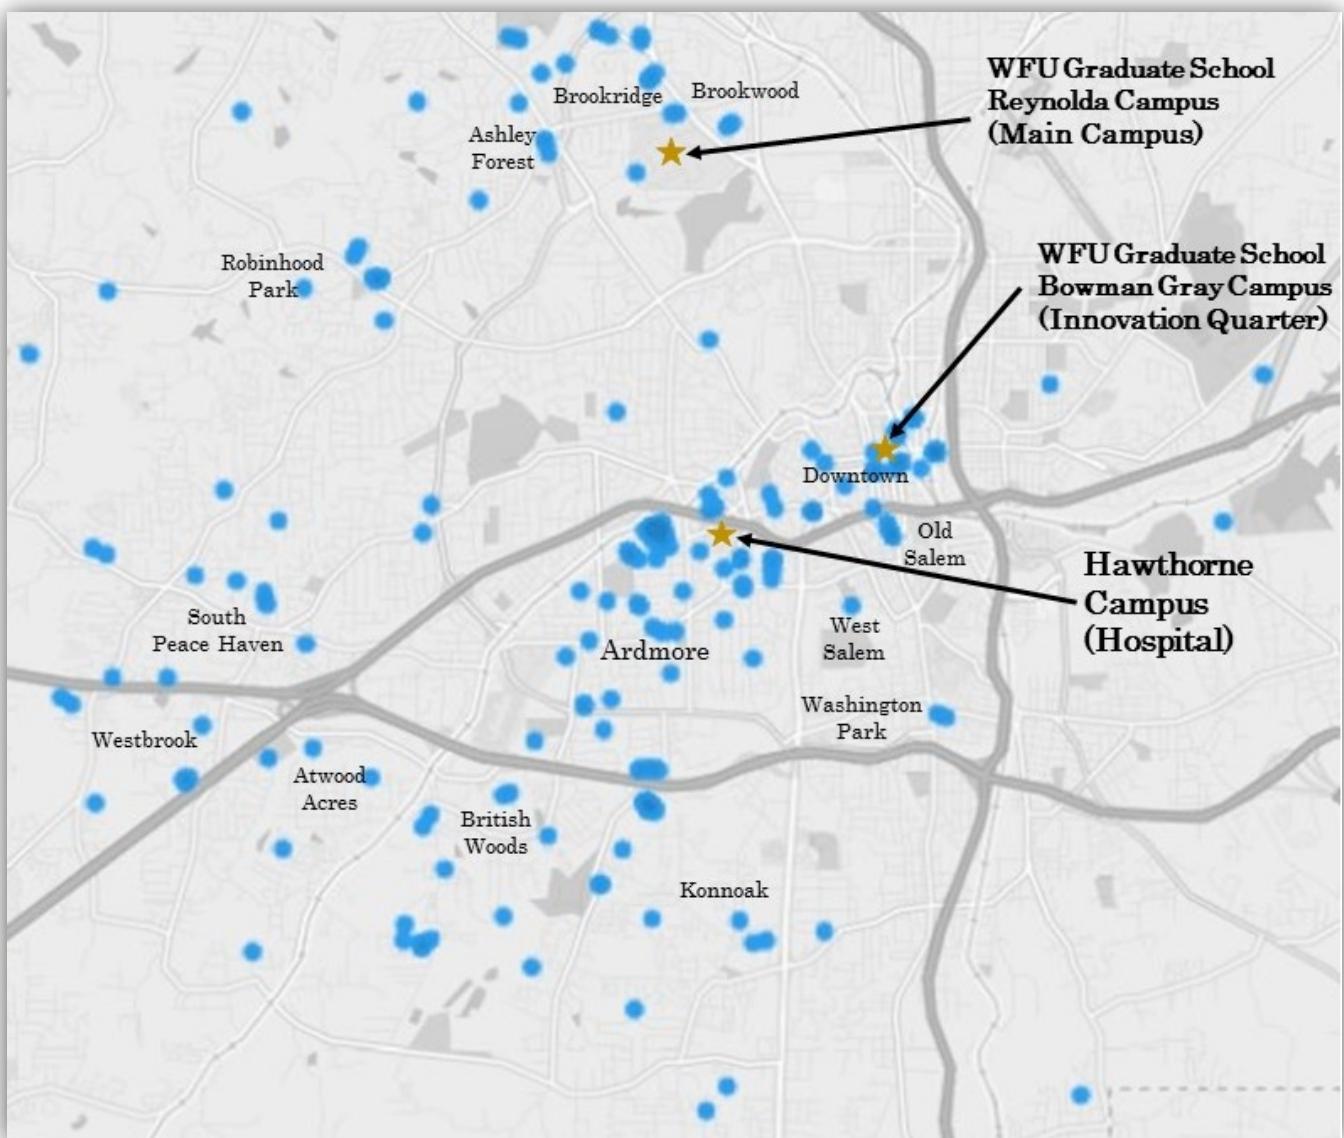 WFU Graduate School
Reynolda Campus
(Main Campus)
Brookridge
Brookwood
Ashley
Forest
WFU Graduate School
Bowman Gray Campus
(Innovation Quarter)
Robinhood
Park
Downtown
Old
Salem
Hawthorne
Campus
(Hospital)
South
Peace Haven
Ardmore
West
Salem
Washington
Park
Westbrook
Atwood
Acres
British
Woods
Konnoak